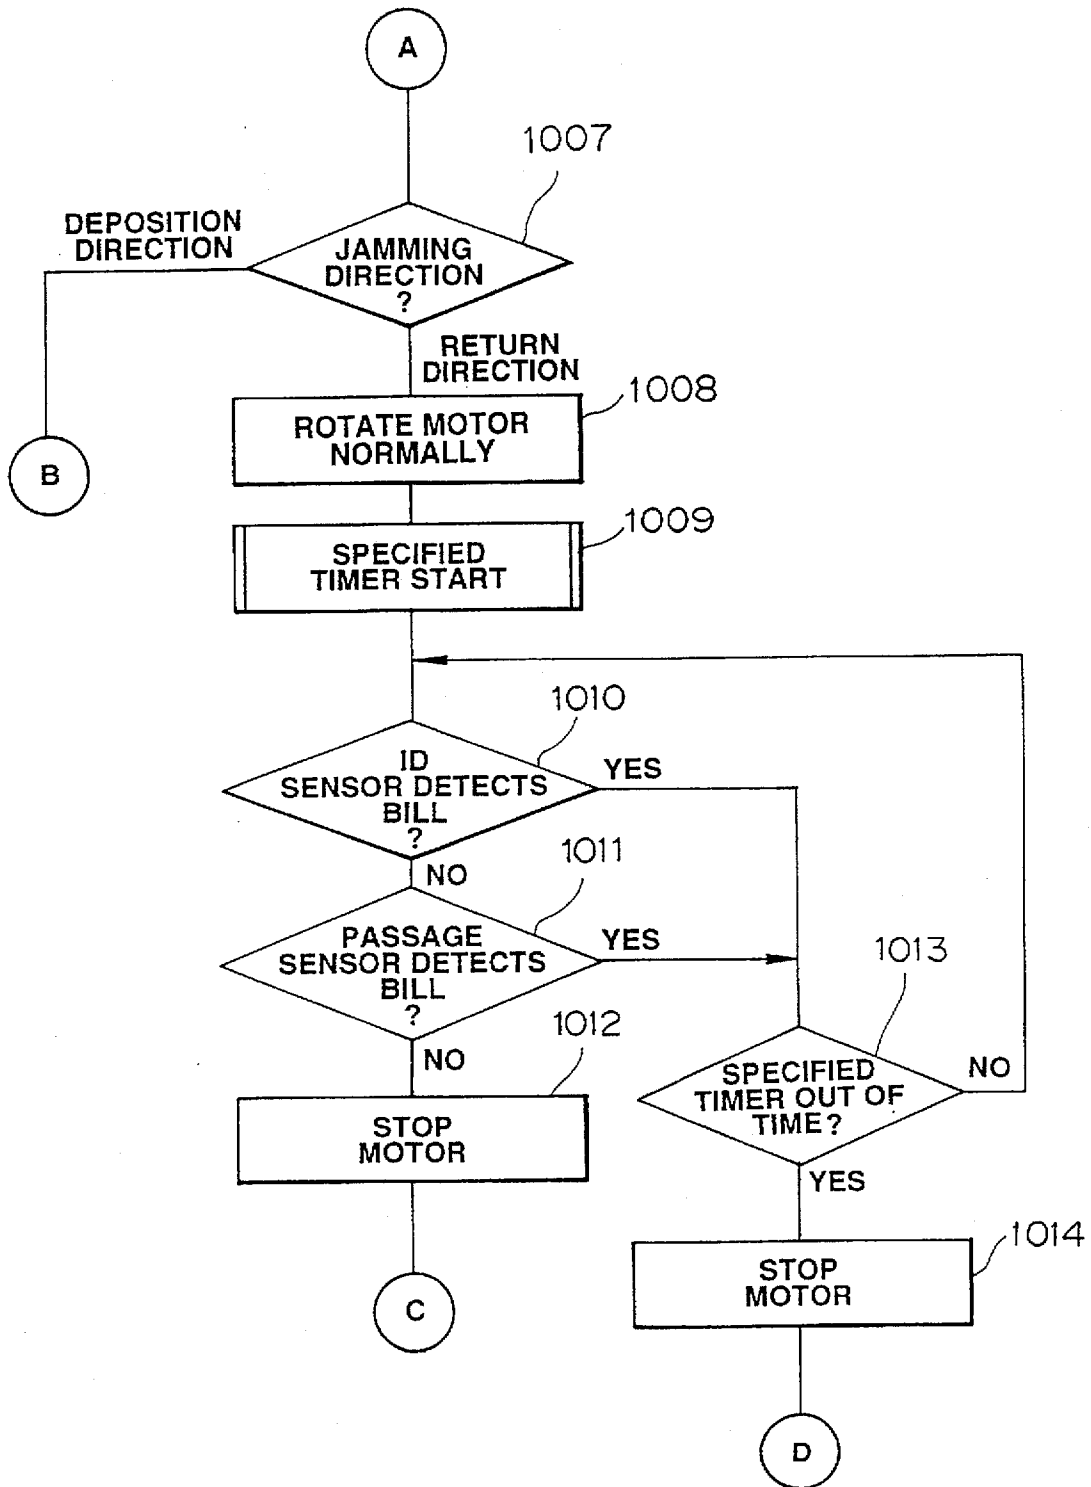 A
1007
DEPOSITION
DIRECTION
JAMMING
DIRECTION
?
RETURN
DIRECTION
1008
ROTATE MOTOR
NORMALLY
B
1009
SPECIFIED
TIMER START
1010
ID
SENSOR DETECTS
BILL
?
YES
NO
1011
PASSAGE
SENSOR DETECTS
BILL
?
YES
NO
1013
SPECIFIED
TIMER OUT OF
TIME?
NO
YES
1012
STOP
MOTOR
1014
STOP
MOTOR
C
D